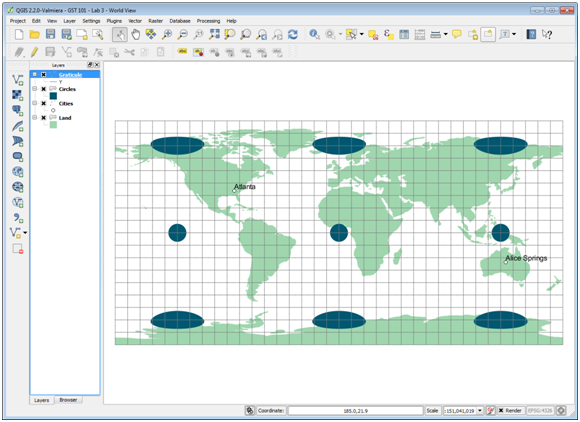 QGIS 2.2.0-Valmiera - GST 101 - Lab 3 - World View
Project Edit View Layer Settings Plugins Vector Raster Database Processing Help
Layers
Graticule
Circles
Cities
Land
Atlanta
Alice Springs
Layers Browser
Coordinate: 185.0,21.9 Scale 1:151,041,019 Render EPSG:4326